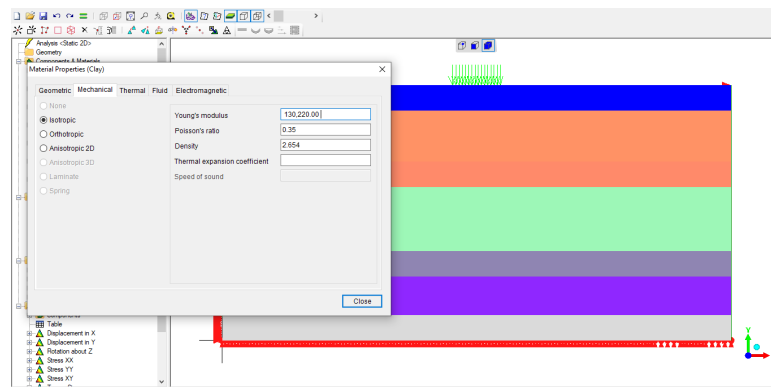 Analysis <Static 2D>
Geometry
Components & Materials
Material Properties (Clay)
Geometric Mechanical Thermal Fluid Electromagnetic
None
Isotropic
Orthotropic
Anisotropic 2D
Anisotropic 3D
Laminate
Spring
Young's modulus 130,220.00
Poisson's ratio 0.35
Density 2.654
Thermal expansion coefficient
Speed of sound
Close
Components
Table
Displacement in X
Displacement in Y
Rotation about Z
Stress XX
Stress YY
Stress XY
Y